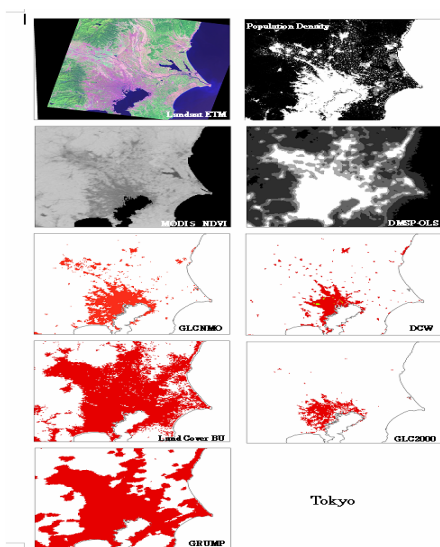 Landsat ETM
Population Density
MODIS NDVI
DMSP-OLS
GLCNMO
DCW
Land Cover BU
GLC2000
GRUMP
Tokyo